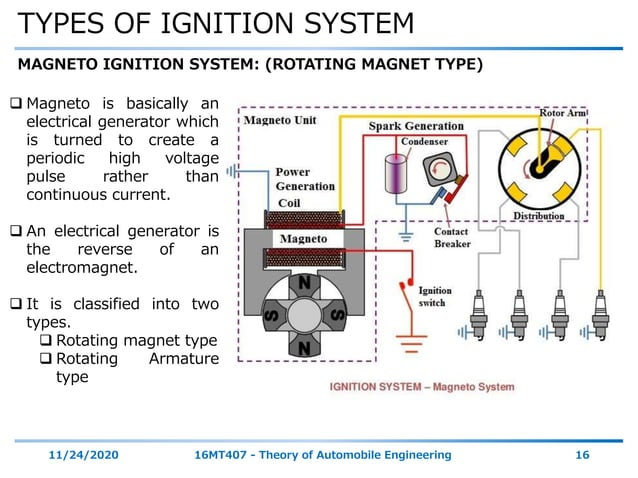 TYPES OF IGNITION SYSTEM
MAGNETO IGNITION SYSTEM: (ROTATING MAGNET TYPE)
Magneto is basically an
electrical generator which
is turned to create a
periodic high voltage
pulse rather than
continuous current.
An electrical generator is
the reverse of an
electromagnet.
It is classified into two
types.
Rotating magnet type
Rotating Armature
type
Magneto Unit
Spark Generation
Condenser
Rotor Arm
Power
Generation
Coil
Magneto
Contact
Breaker
Distribution
Ignition
switch
N
S
S
N
IGNITION SYSTEM – Magneto System
11/24/2020
16MT407 - Theory of Automobile Engineering
16